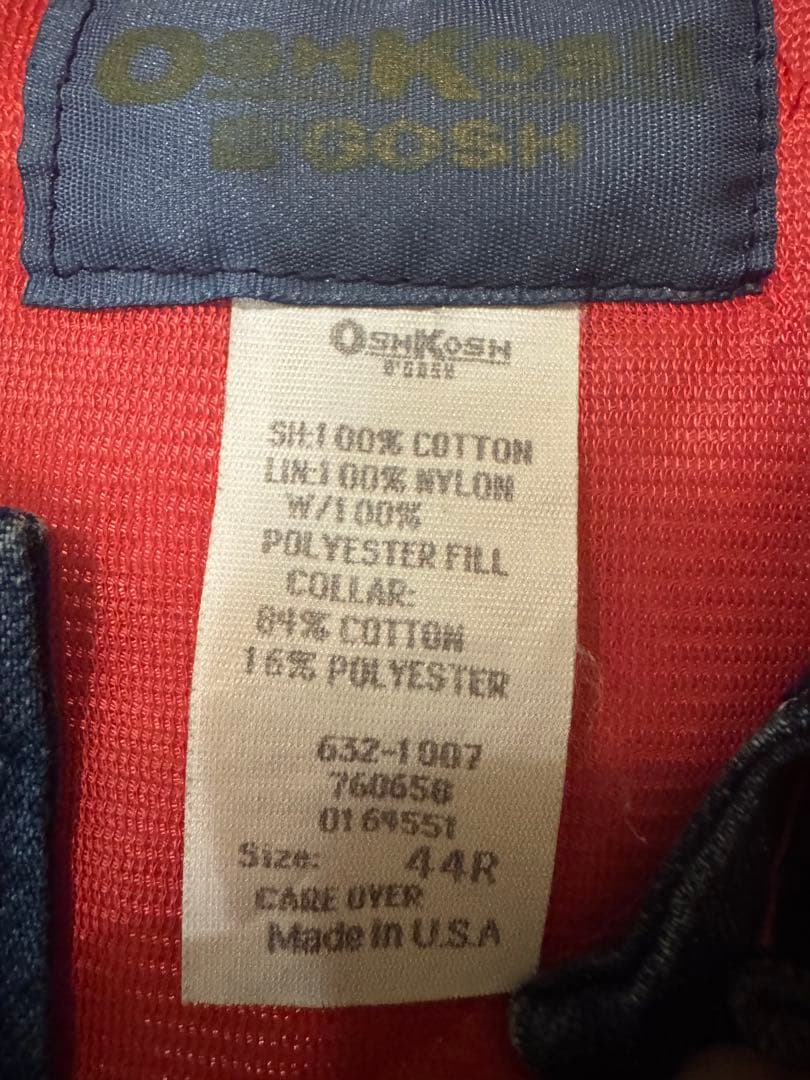 OSHKOSH
B'GOSH
OSHKOSH
B'GOSH
SH:100% COTTON
LIN:100% NYLON
W/100%
POLYESTER FILL
COLLAR:
84% COTTON
16% POLYESTER
632-1007
760658
0164551
Size: 44R
CARE OVER
Made In U.S.A